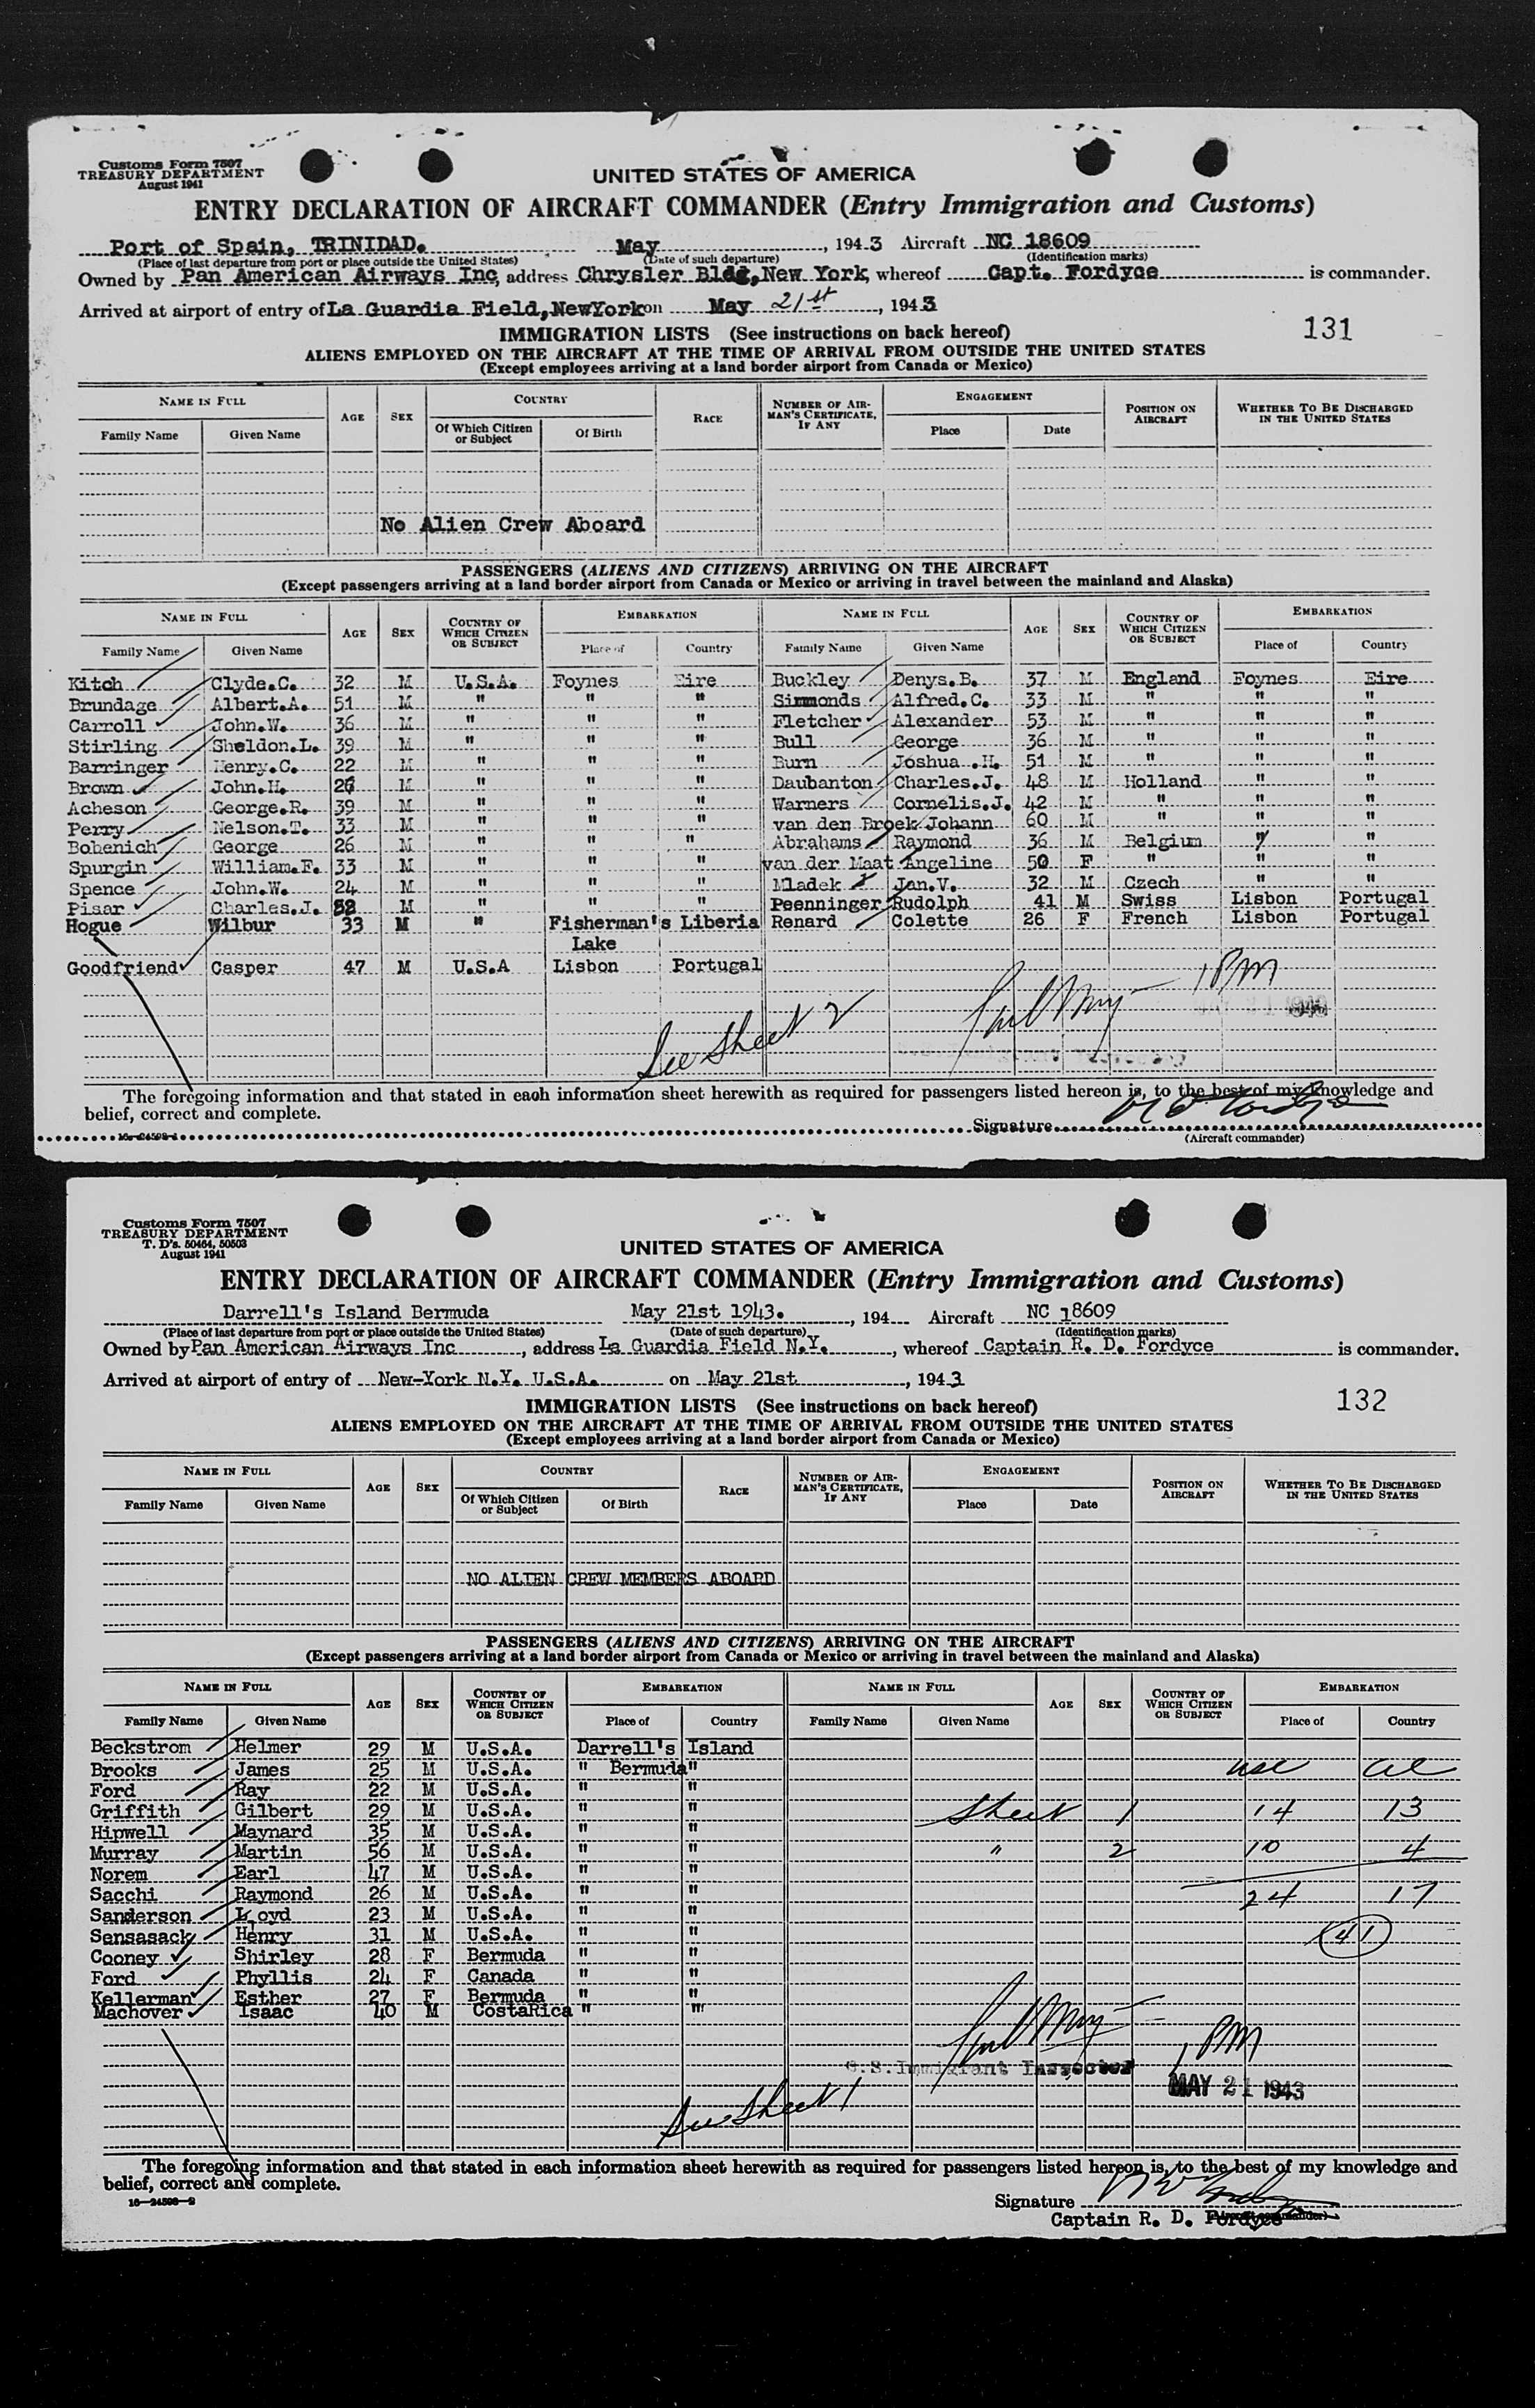 Customs Form 7507
TREASURY DEPARTMENT
August 1941
UNITED STATES OF AMERICA
ENTRY DECLARATION OF AIRCRAFT COMMANDER (Entry Immigration and Customs)
Port of Spain, TRINIDAD. May , 1943 Aircraft NC 18609
(Place of last departure from port or place outside the United States) (Date of such departure) (Identification marks)
Owned by Pan American Airways Inc, address Chrysler Bldg, New York, whereof Capt. Fordyce is commander.
Arrived at airport of entry of La Guardia Field, NewYork on May 21st , 1943
131
IMMIGRATION LISTS (See instructions on back hereof)
ALIENS EMPLOYED ON THE AIRCRAFT AT THE TIME OF ARRIVAL FROM OUTSIDE THE UNITED STATES
(Except employees arriving at a land border airport from Canada or Mexico)
NAME IN FULL AGE SEX COUNTRY RACE NUMBER OF AIRMAN'S CERTIFICATE, IF ANY ENGAGEMENT POSITION ON AIRCRAFT WHETHER TO BE DISCHARGED IN THE UNITED STATES
Family Name Given Name Of Which Citizen or Subject Of Birth Place Date
No Alien Crew Aboard
PASSENGERS (ALIENS AND CITIZENS) ARRIVING ON THE AIRCRAFT
(Except passengers arriving at a land border airport from Canada or Mexico or arriving in travel between the mainland and Alaska)
NAME IN FULL AGE SEX COUNTRY OF WHICH CITIZEN OR SUBJECT EMBARKATION NAME IN FULL AGE SEX COUNTRY OF WHICH CITIZEN OR SUBJECT EMBARKATION
Family Name Given Name Place of Country Family Name Given Name Place of Country
Kitch Clyde.C. 32 M U.S.A. Foynes Eire Buckley Denys.B. 37 M England Foynes Eire
Brundage Albert.A. 51 M " " " Simmonds Alfred.C. 33 M " " "
Carroll John.W. 36 M " " " Fletcher Alexander 53 M " " "
Stirling Sheldon.L. 39 M " " " Bull George 36 M " " "
Barringer Henry.C. 22 M " " " Burn Joshua .H. 51 M " " "
Brown John.H. 26 M " " " Daubanton Charles.J. 48 M Holland " "
Acheson George.R. 39 M " " " Warners Cornelis.J. 42 M " " "
Perry Nelson.T. 33 M " " " van den Broek Johann 60 M " " "
Bohenich George 26 M " " " Abrahams Raymond 36 M Belgium " "
Spurgin William.F. 33 M " " " van der Maat Angeline 50 F " " "
Spence John.W. 24 M " " " Mladek Jan.V. 32 M Czech " "
Pisar Charles.J. 52 M " " " Peenninger Rudolph 41 M Swiss Lisbon Portugal
Hogue Wilbur 33 M " Fisherman's Liberia Renard Colette 26 F French Lisbon Portugal
Lake
Goodfriend Casper 47 M U.S.A Lisbon Portugal
1 PM
See Sheet 2
The foregoing information and that stated in each information sheet herewith as required for passengers listed hereon is, to the best of my knowledge and
belief, correct and complete.
Signature
(Aircraft commander)
Customs Form 7507
TREASURY DEPARTMENT
T. D's. 50464, 50503
August 1941
UNITED STATES OF AMERICA
ENTRY DECLARATION OF AIRCRAFT COMMANDER (Entry Immigration and Customs)
Darrell's Island Bermuda May 21st 1943. , 194 Aircraft NC 18609
(Place of last departure from port or place outside the United States) (Date of such departure) (Identification marks)
Owned by Pan American Airways Inc , address La Guardia Field N.Y. , whereof Captain R. D. Fordyce is commander.
Arrived at airport of entry of New-York N.Y. U.S.A. on May 21st , 1943
132
IMMIGRATION LISTS (See instructions on back hereof)
ALIENS EMPLOYED ON THE AIRCRAFT AT THE TIME OF ARRIVAL FROM OUTSIDE THE UNITED STATES
(Except employees arriving at a land border airport from Canada or Mexico)
NAME IN FULL AGE SEX COUNTRY RACE NUMBER OF AIRMAN'S CERTIFICATE, IF ANY ENGAGEMENT POSITION ON AIRCRAFT WHETHER TO BE DISCHARGED IN THE UNITED STATES
Family Name Given Name Of Which Citizen or Subject Of Birth Place Date
NO ALIEN CREW MEMBERS ABOARD
PASSENGERS (ALIENS AND CITIZENS) ARRIVING ON THE AIRCRAFT
(Except passengers arriving at a land border airport from Canada or Mexico or arriving in travel between the mainland and Alaska)
NAME IN FULL AGE SEX COUNTRY OF WHICH CITIZEN OR SUBJECT EMBARKATION NAME IN FULL AGE SEX COUNTRY OF WHICH CITIZEN OR SUBJECT EMBARKATION
Family Name Given Name Place of Country Family Name Given Name Place of Country
Beckstrom Helmer 29 M U.S.A. Darrell's Island
Brooks James 25 M U.S.A. " Bermuda " usc al
Ford Ray 22 M U.S.A. " "
Griffith Gilbert 29 M U.S.A. " " Sheet 1 14 13
Hipwell Maynard 35 M U.S.A. " "
Murray Martin 56 M U.S.A. " " " 2 10 4
Norem Earl 47 M U.S.A. " "
Sacchi Raymond 26 M U.S.A. " " 24 17
Sanderson Lloyd 23 M U.S.A. " "
Sensasack Henry 31 M U.S.A. " " 41
Cooney Shirley 28 F Bermuda " "
Ford Phyllis 24 F Canada " "
Kellerman Esther 27 F Bermuda " "
Machover Isaac 40 M CostaRica " "
1 PM
U.S. Immigrant Inspector
MAY 21 1943
See Sheet 1
The foregoing information and that stated in each information sheet herewith as required for passengers listed hereon is, to the best of my knowledge and
belief, correct and complete.
16-24598-2
Signature
Captain R. D. Fordyce